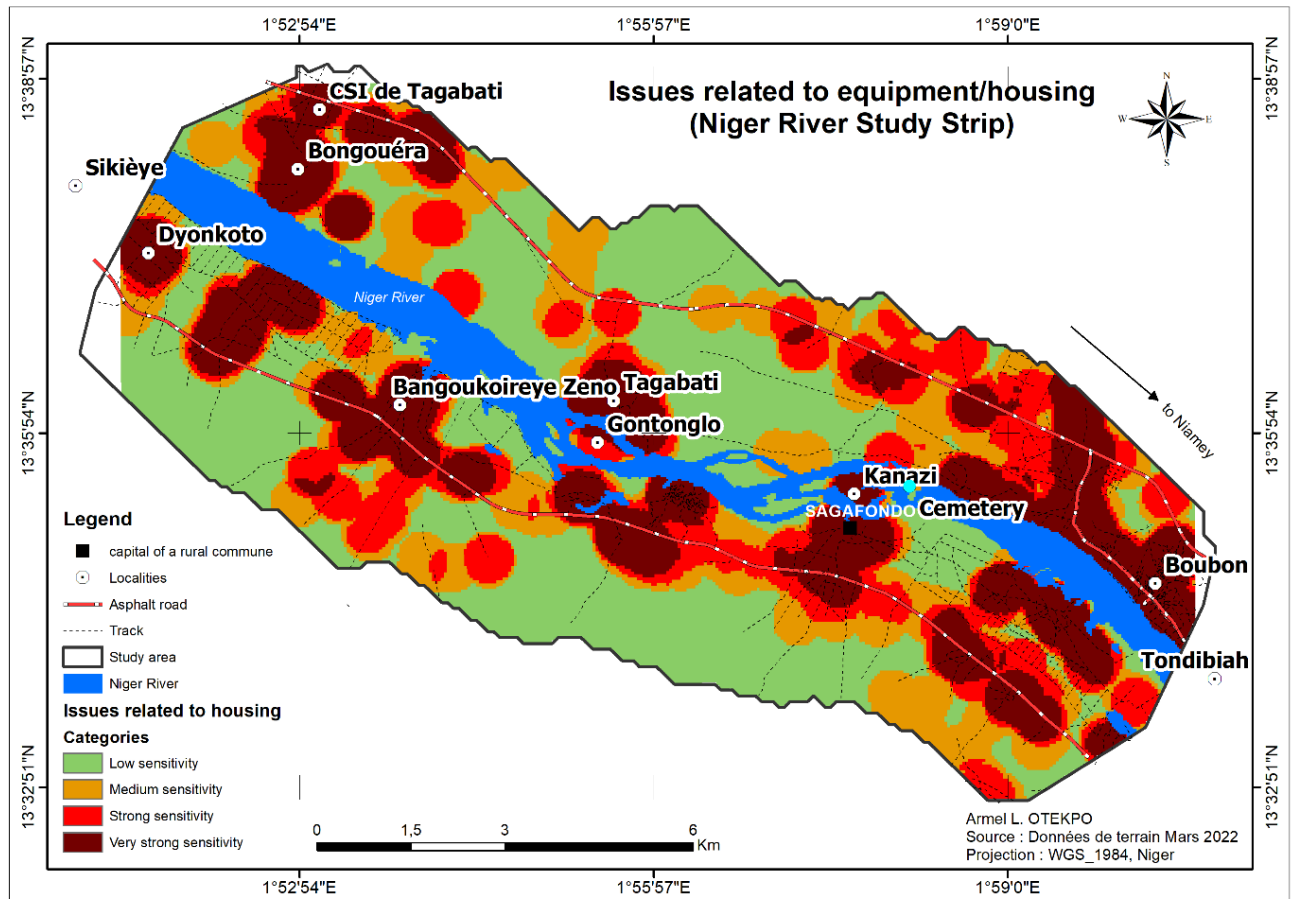 1°52'54"E
1°55'57"E
1°59'0"E
13°38'57"N
13°38'57"N
Issues related to equipment/housing
(Niger River Study Strip)
N
W
E
S
CSI de Tagabati
Bongouéra
Sikièye
Dyonkoto
Niger River
Bangoukoireye Zeno
Tagabati
Gontonglo
to Niamey
13°35'54"N
13°35'54"N
Kanazi
SAGAFONDO
Cemetery
Boubon
Tondibiah
Legend
capital of a rural commune
Localities
Asphalt road
Track
Study area
Niger River
Issues related to housing
Categories
Low sensitivity
Medium sensitivity
Strong sensitivity
Very strong sensitivity
13°32'51"N
13°32'51"N
0 1,5 3 6
Km
Armel L. OTEKPO
Source : Données de terrain Mars 2022
Projection : WGS_1984, Niger
1°52'54"E
1°55'57"E
1°59'0"E